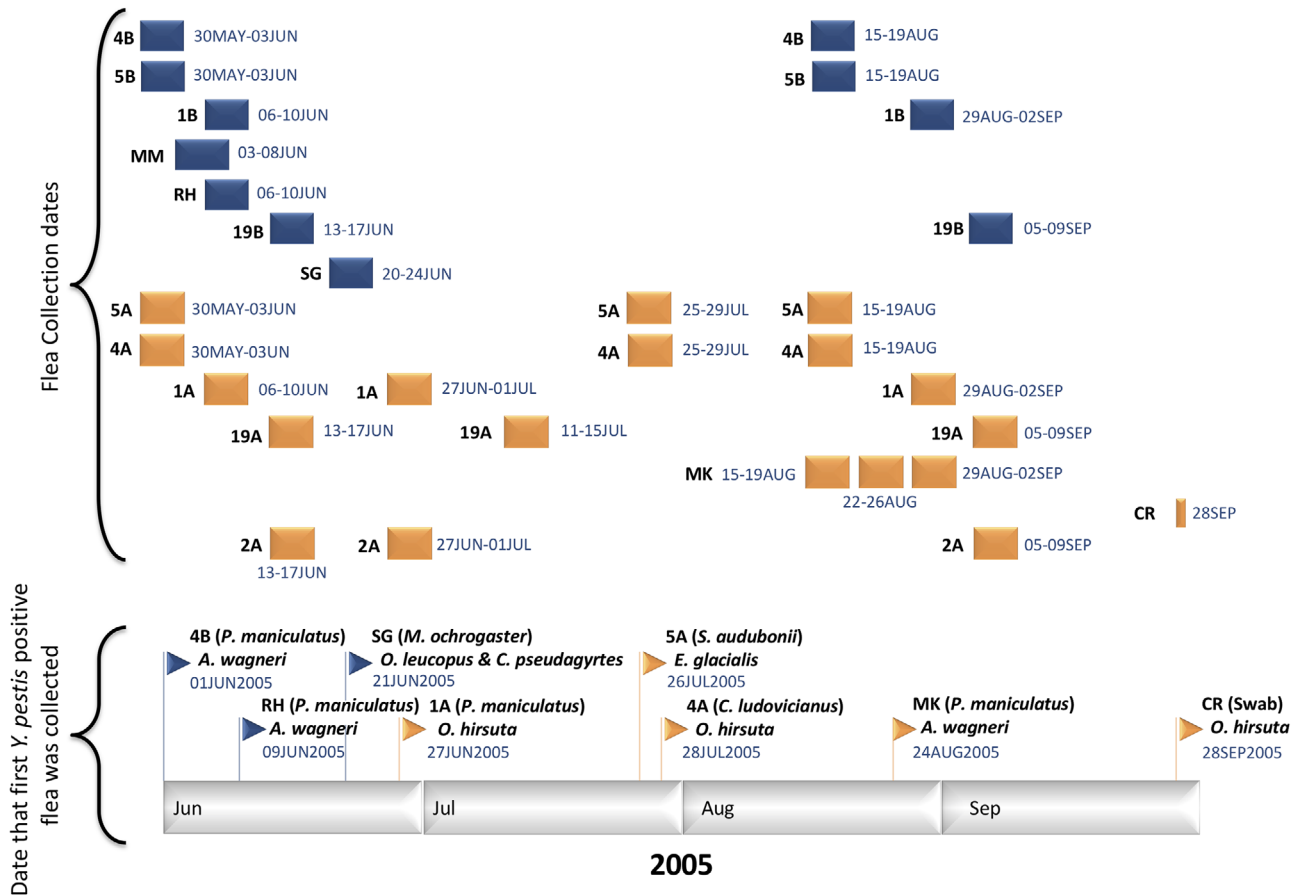 Flea Collection dates
4B 30MAY-03JUN 4B 15-19AUG
5B 30MAY-03JUN 5B 15-19AUG
1B 06-10JUN 1B 29AUG-02SEP
MM 03-08JUN
RH 06-10JUN
19B 13-17JUN 19B 05-09SEP
SG 20-24JUN
5A 30MAY-03JUN 5A 25-29JUL 5A 15-19AUG
4A 30MAY-03UN 4A 25-29JUL 4A 15-19AUG
1A 06-10JUN 1A 27JUN-01JUL 1A 29AUG-02SEP
19A 13-17JUN 19A 11-15JUL 19A 05-09SEP
MK 15-19AUG 29AUG-02SEP
22-26AUG
CR 28SEP
2A 2A 27JUN-01JUL 2A 05-09SEP
13-17JUN
Date that first Y. pestis positive
flea was collected
4B (P. maniculatus)
A. wagneri
01JUN2005
SG (M. ochrogaster)
O. leucopus & C. pseudagyrtes
21JUN2005
5A (S. audubonii)
E. glacialis
26JUL2005
RH (P. maniculatus)
A. wagneri
09JUN2005
1A (P. maniculatus)
O. hirsuta
27JUN2005
4A (C. ludovicianus)
O. hirsuta
28JUL2005
MK (P. maniculatus)
A. wagneri
24AUG2005
CR (Swab)
O. hirsuta
28SEP2005
Jun Jul Aug Sep
2005